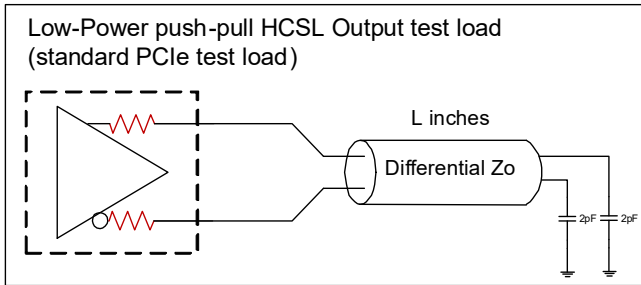 Low-Power push-pull HCSL Output test load
(standard PCIe test load)
L inches
Differential Zo
2pF 2pF